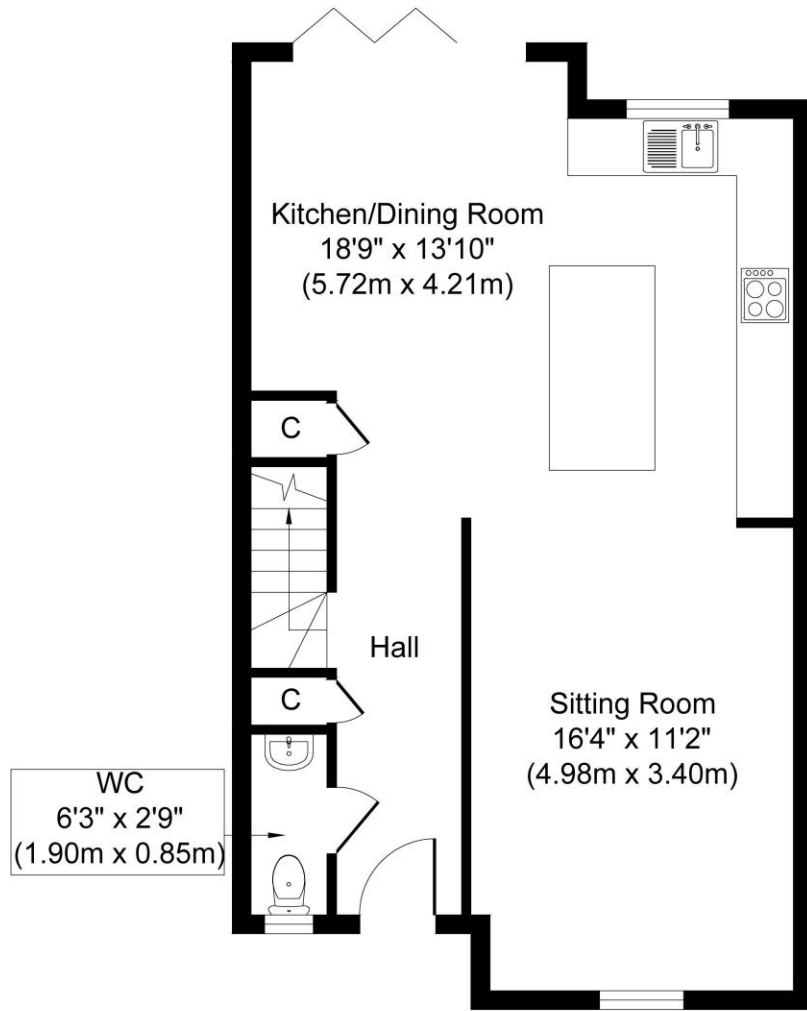 Kitchen/Dining Room
18'9" x 13'10"
(5.72m x 4.21m)
C
Hall
C
Sitting Room
16'4" x 11'2"
(4.98m x 3.40m)
WC
6'3" x 2'9"
(1.90m x 0.85m)